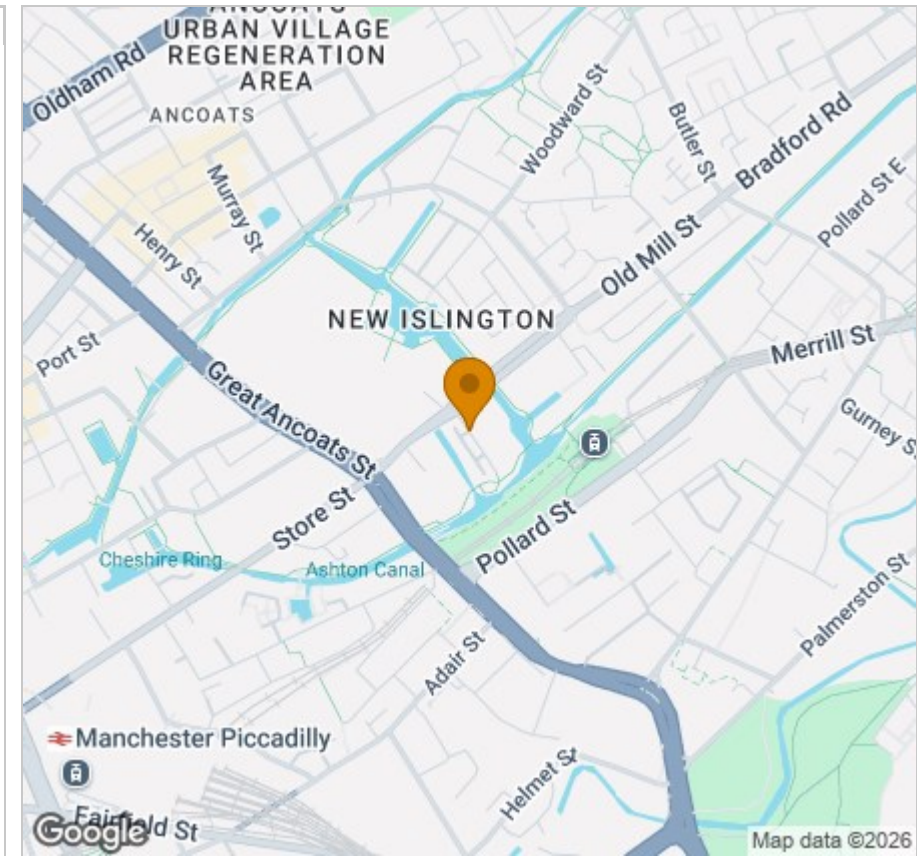 ANCOATS
URBAN VILLAGE
REGENERATION
AREA
Oldham Rd
ANCOATS
Woodward St
Butler St
Bradford Rd
Pollard St E
Murray St
Henry St
Old Mill St
NEW ISLINGTON
Merrill St
Port St
Great Ancoats St
Gurney St
Store St
Pollard St
Cheshire Ring
Ashton Canal
Palmerston St
Adair St
Manchester Piccadilly
Helmet St
Fairfield St
Google
Map data ©2026